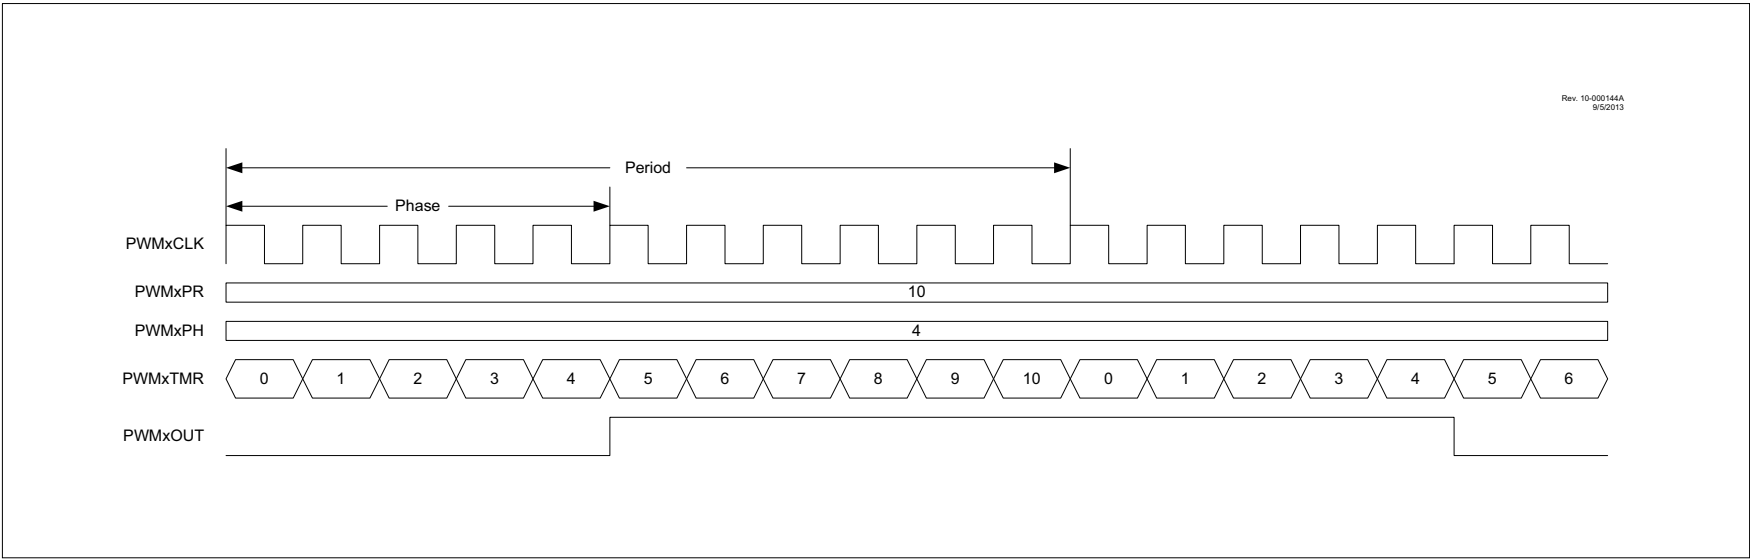 Rev. 10-000144A
9/5/2013
Period
Phase
PWMxCLK
PWMxPR 10
PWMxPH 4
PWMxTMR 0 1 2 3 4 5 6 7 8 9 10 0 1 2 3 4 5 6
PWMxOUT